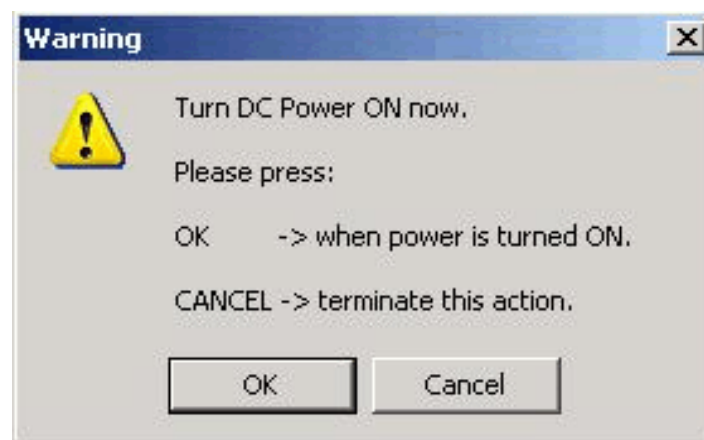 Warning
Turn DC Power ON now.
Please press:
OK -> when power is turned ON.
CANCEL -> terminate this action.
OK Cancel